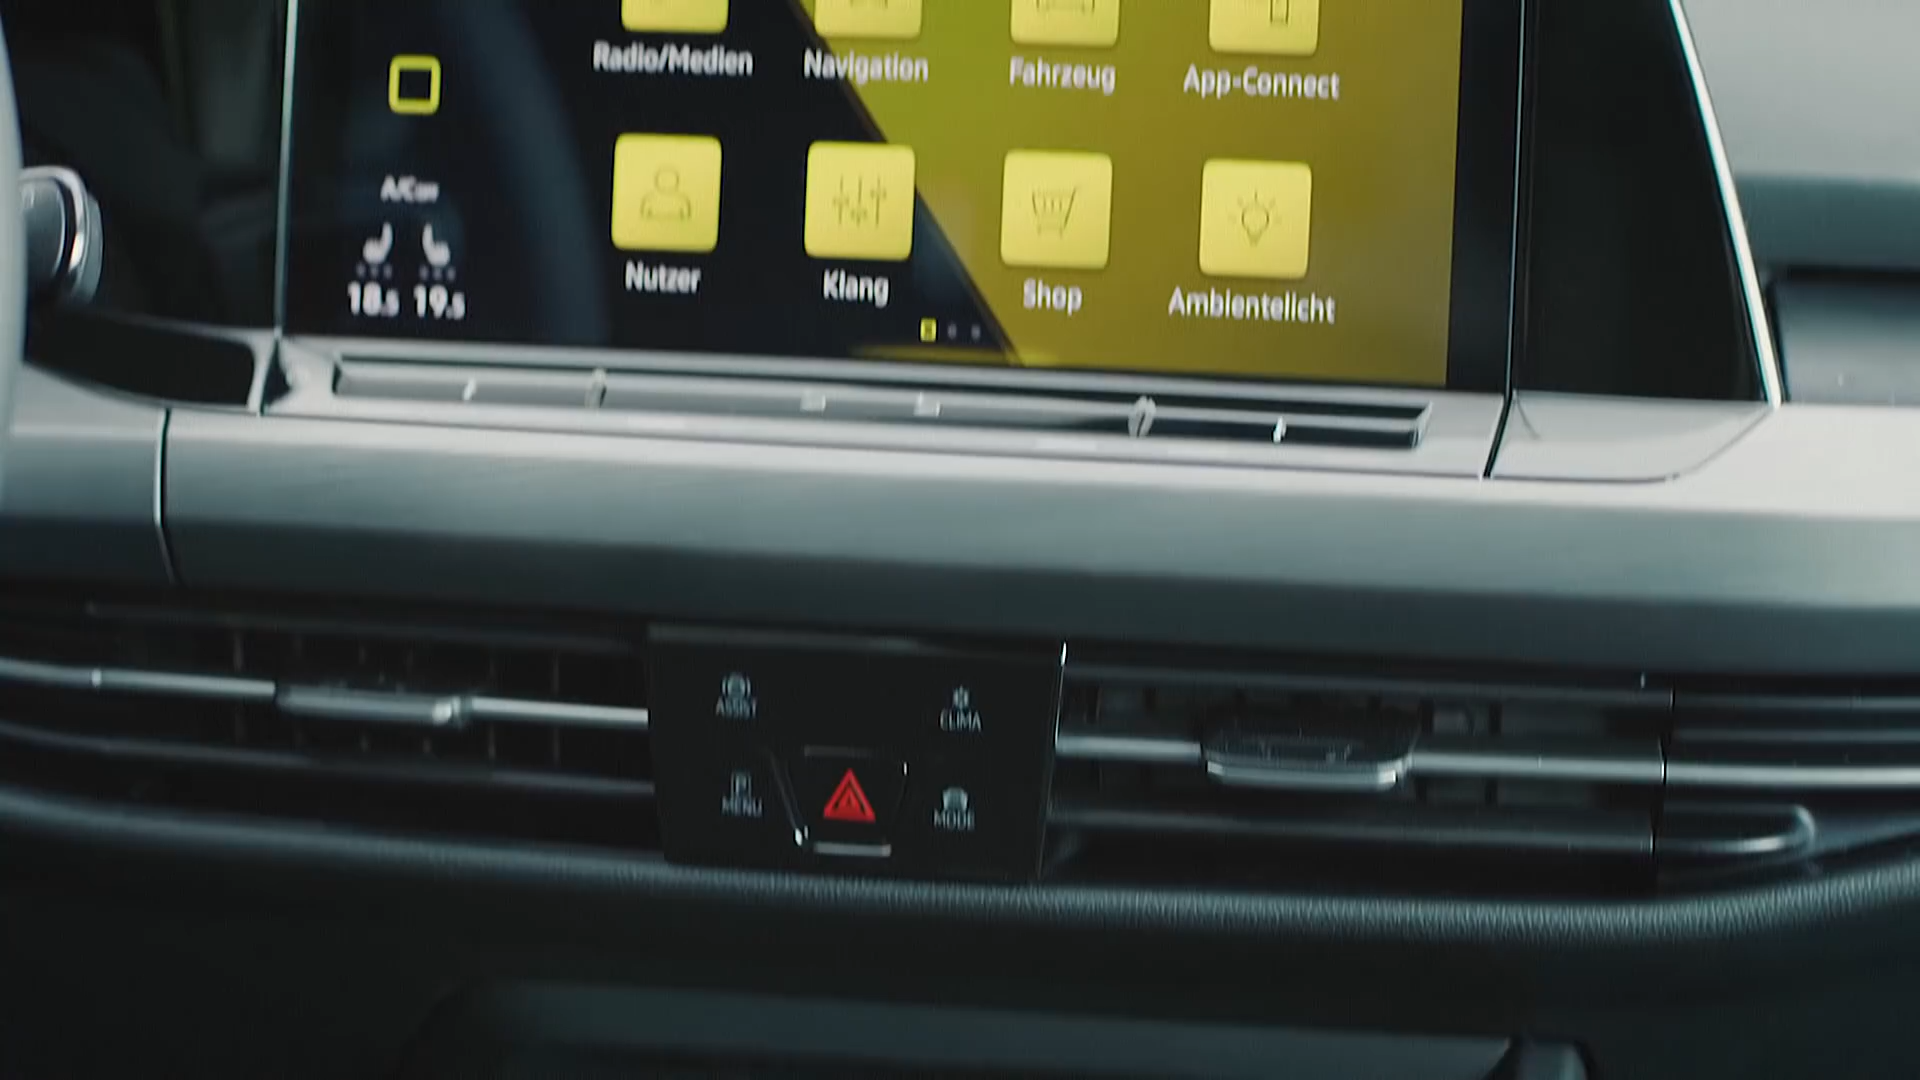 Radio/Medien
Navigation
Fahrzeug
App-Connect
A/C
Nutzer
Klang
Shop
Ambientelicht
18.5 19.5
ASSIST
CLIMA
P
MENU
MODE